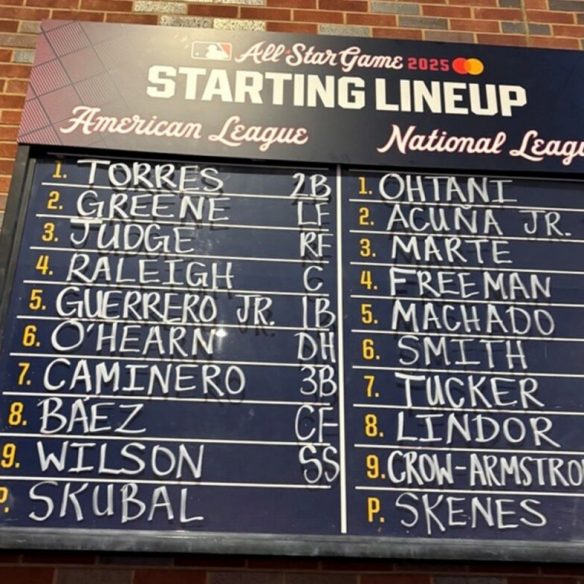 All Star Game 2025
STARTING LINEUP
American League
1. TORRES 2B
2. GREENE LF
3. JUDGE RF
4. RALEIGH C
5. GUERRERO JR. 1B
6. O'HEARN DH
7. CAMINERO 3B
8. BÁEZ CF
9. WILSON SS
P. SKUBAL
National Leagu
1. OHTANI
2. ACUÑA JR.
3. MARTE
4. FREEMAN
5. MACHADO
6. SMITH
7. TUCKER
8. LINDOR
9. CROW-ARMSTRO
P. SKENES